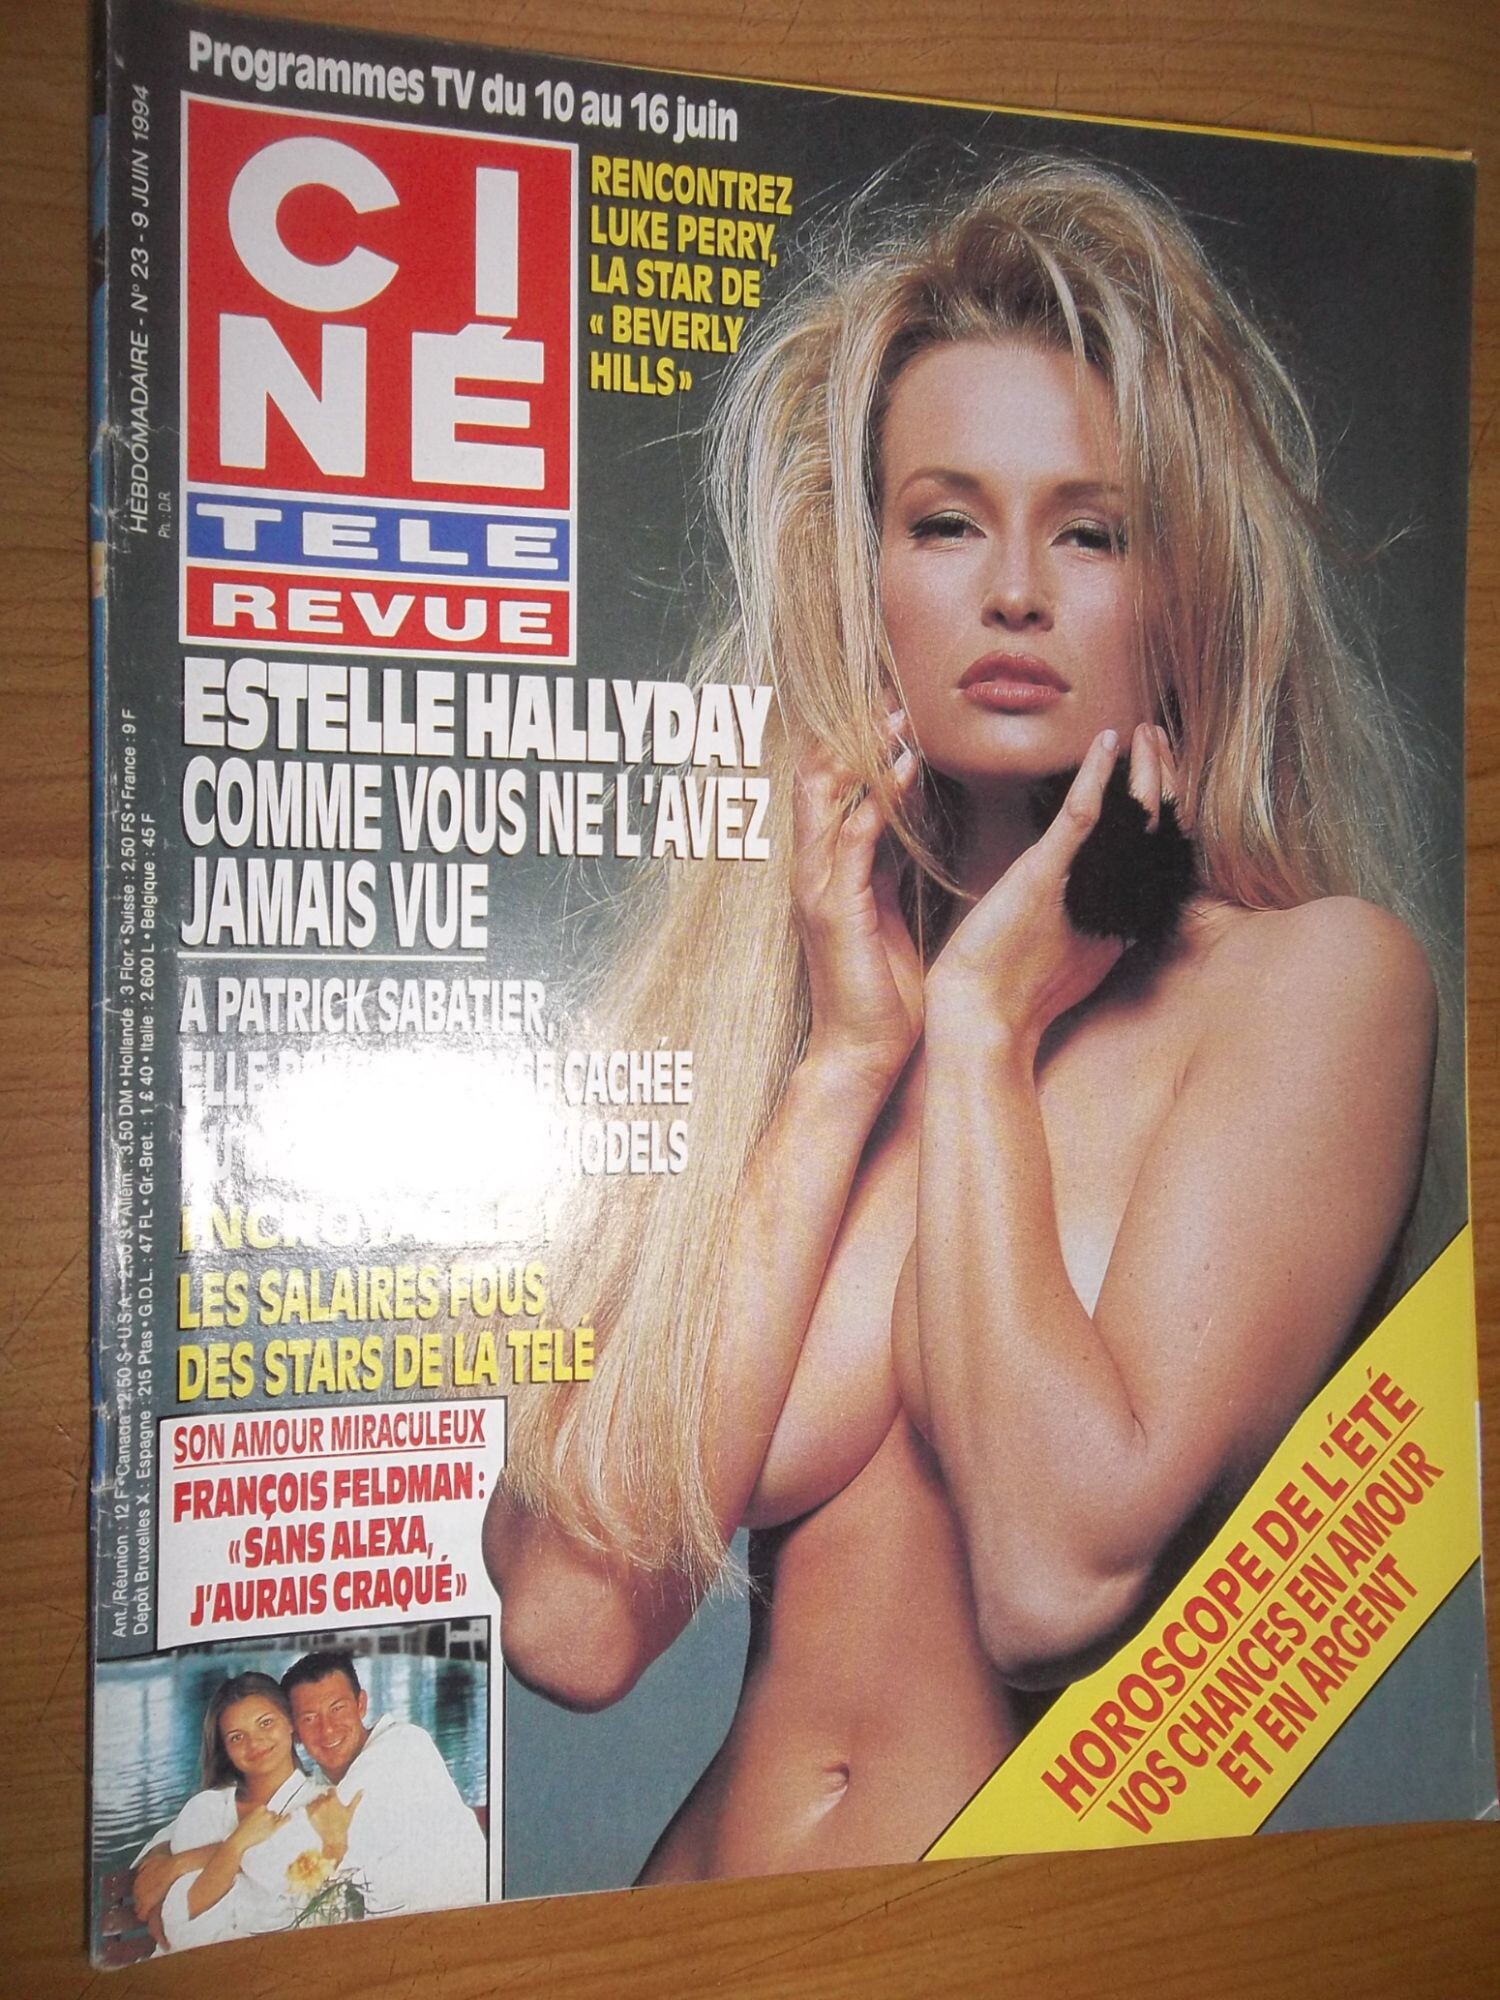 Programmes TV du 10 au 16 juin
HEBDOMADAIRE - N° 23 - 9 JUIN 1994
Ph. : D.R
CI
NÉ
TELE
REVUE
RENCONTREZ
LUKE PERRY,
LA STAR DE
« BEVERLY
HILLS »
ESTELLE HALLYDAY
COMME VOUS NE L'AVEZ
JAMAIS VUE
A PATRICK SABATIER,
ELLE CACHÉE
INCROYABLE !
LES SALAIRES FOUS
DES STARS DE LA TÉLÉ
SON AMOUR MIRACULEUX
FRANÇOIS FELDMAN :
« SANS ALEXA,
J'AURAIS CRAQUÉ »
HOROSCOPE DE L'ÉTÉ
VOS CHANCES EN AMOUR
ET EN ARGENT
Ant./Réunion : 12 F • Canada : 2,50 $ • U.S.A. : 2,50 $ • Allem. : 3,50 DM • Hollande : 3 Flor. • Suisse : 2,50 FS • France : 9 F
Dépôt Bruxelles X : Espagne : 215 Ptas • G.D.L. : 47 FL • Gr.-Bret. : 1 £ 40 • Italie : 2.600 L • Belgique : 45 F